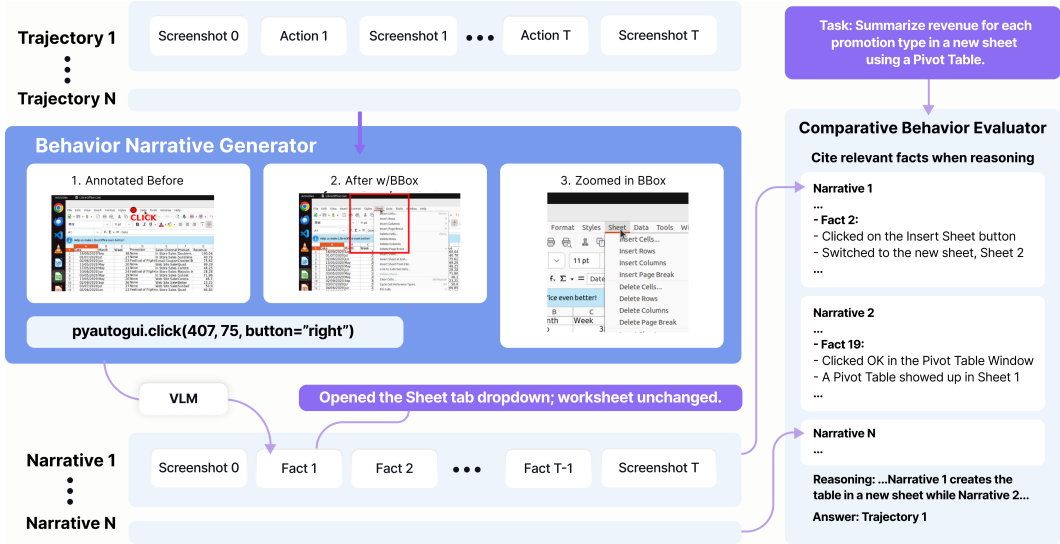 Trajectory 1
Screenshot 0
Action 1
Screenshot 1
Action T
Screenshot T
Trajectory N
Behavior Narrative Generator
1. Annotated Before
CLICK
2. After w/BBox
3. Zoomed in BBox
Format Styles Sheet Data Tools
11 pt
Insert Cells...
Insert Rows
Insert Columns
Insert Page Break
Delete Cells...
Delete Rows
Delete Columns
Delete Page Break
Date
ice even better!
B C
nth Week
pyautogui.click(407, 75, button=”right”)
VLM
Opened the Sheet tab dropdown; worksheet unchanged.
Narrative 1
Screenshot 0
Fact 1
Fact 2
Fact T-1
Screenshot T
Narrative N
Task: Summarize revenue for each
promotion type in a new sheet
using a Pivot Table.
Comparative Behavior Evaluator
Cite relevant facts when reasoning
Narrative 1
...
- Fact 2:
- Clicked on the Insert Sheet button
- Switched to the new sheet, Sheet 2
...
Narrative 2
...
- Fact 19:
- Clicked OK in the Pivot Table Window
- A Pivot Table showed up in Sheet 1
...
Narrative N
...
Reasoning: ...Narrative 1 creates the
table in a new sheet while Narrative 2...
Answer: Trajectory 1